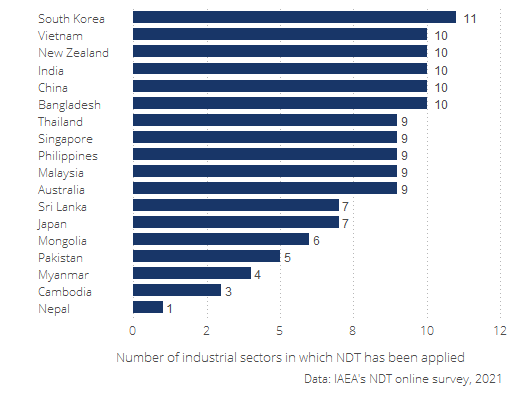 South Korea 11
Vietnam 10
New Zealand 10
India 10
China 10
Bangladesh 10
Thailand 9
Singapore 9
Philippines 9
Malaysia 9
Australia 9
Sri Lanka 7
Japan 7
Mongolia 6
Pakistan 5
Myanmar 4
Cambodia 3
Nepal 1
0 2 5 8 10 12
Number of industrial sectors in which NDT has been applied
Data: IAEA's NDT online survey, 2021